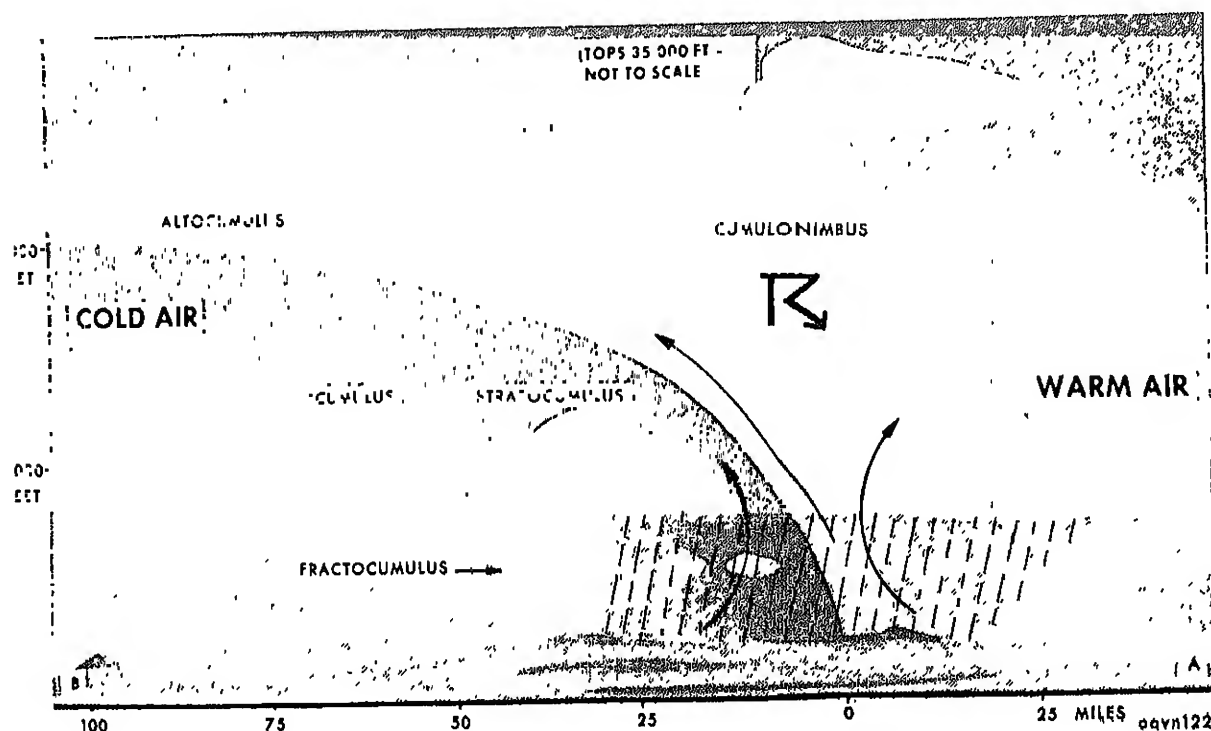 (TOPS 35 000 FT -
NOT TO SCALE
CUMULONIMBUS
COLD AIR
WARM AIR
CUMULUS
STRATOCUMULUS
FRACTOCUMULUS
B
A
100
75
50
25
0
25
MILES